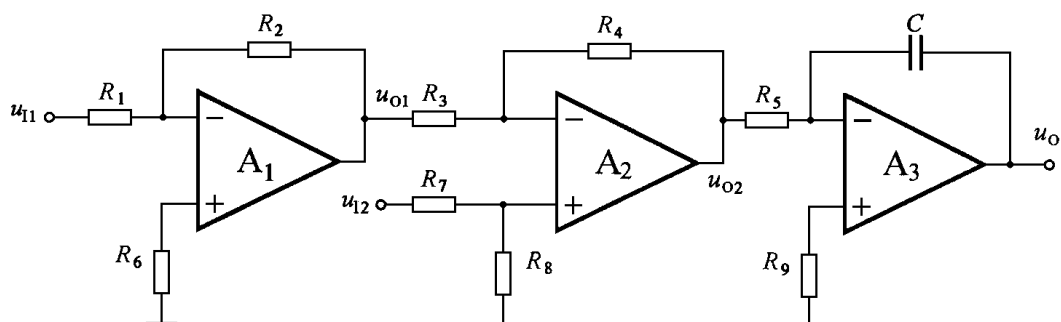 R2
R4
C
R1
uO1
R3
R5
uI1
−
−
−
uO
A1
A2
A3
R7
uO2
uI2
+
+
+
R6
R8
R9